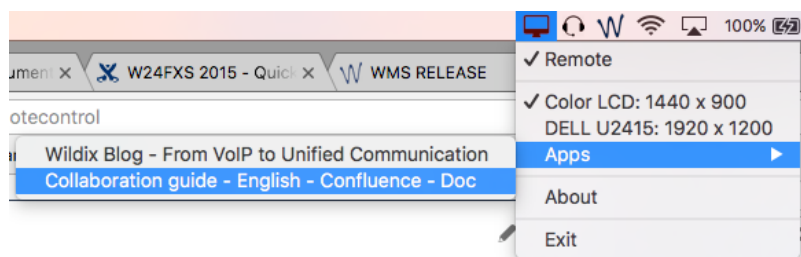 100%
ument W24FXS 2015 - Quick WMS RELEASE
otecontrol
Wildix Blog - From VoIP to Unified Communication
Collaboration guide - English - Confluence - Doc
✓ Remote
✓ Color LCD: 1440 x 900
DELL U2415: 1920 x 1200
Apps
About
Exit